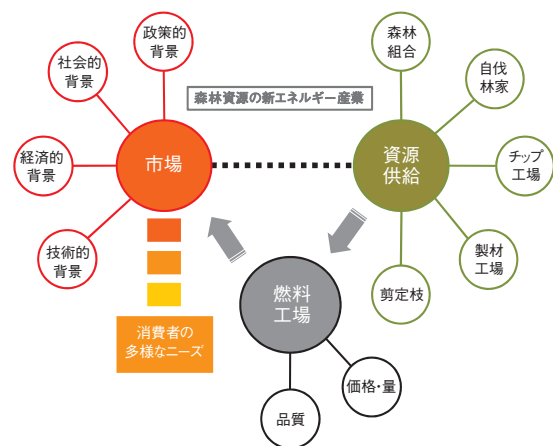 政策的
背景
社会的
背景
経済的
背景
技術的
背景
市場
森林資源の新エネルギー産業
森林
組合
自伐
林家
チップ
工場
製材
工場
剪定枝
資源
供給
燃料
工場
価格・量
品質
消費者の
多様なニーズ